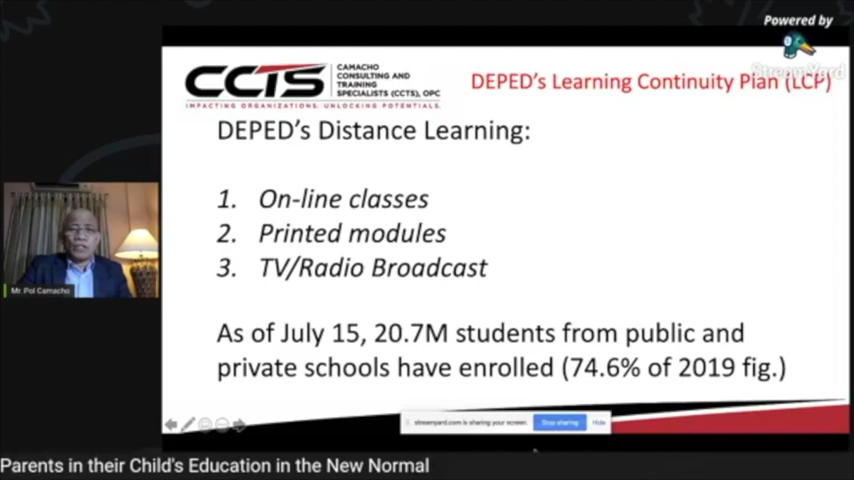 Powered by
StreamYard
CCTS
CAMACHO
CONSULTING AND
TRAINING
SPECIALISTS (CCTS), OPC
IMPACTING ORGANIZATIONS. UNLOCKING POTENTIALS.
DEPED's Learning Continuity Plan (LCP)
DEPED's Distance Learning:
1. On-line classes
2. Printed modules
3. TV/Radio Broadcast
Mr. Pol Camacho
As of July 15, 20.7M students from public and
private schools have enrolled (74.6% of 2019 fig.)
streamyard.com is sharing your screen.
Stop sharing
Hide
Parents in their Child's Education in the New Normal